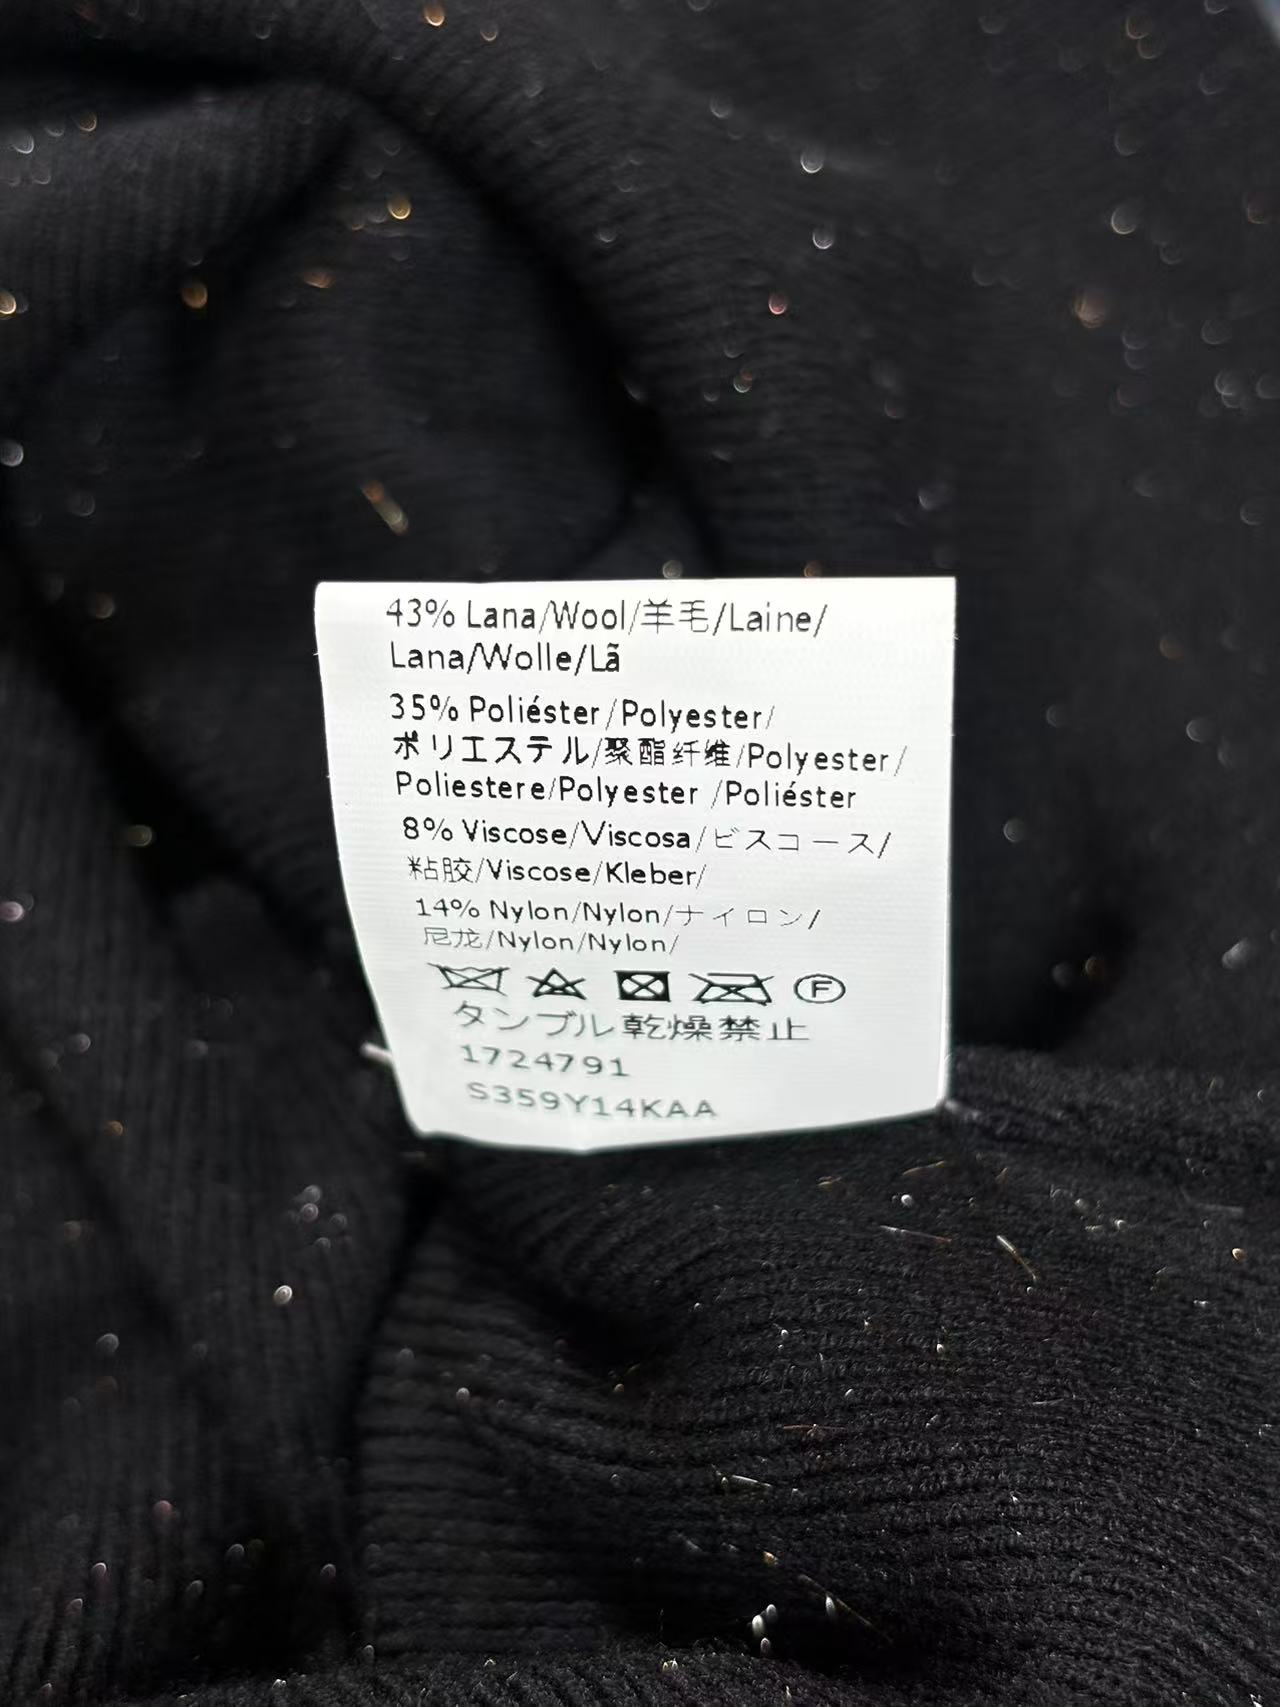 43% Lana/Wool/羊毛/Laine/
Lana/Wolle/Lã
35% Poliéster/Polyester/
ポリエステル/聚酯纤维/Polyester/
Poliestere/Polyester /Poliéster
8% Viscose/Viscosa/ビスコース/
粘胶/Viscose/Kleber/
14% Nylon/Nylon/ナイロン/
尼龙/Nylon/Nylon/
F
タンブル乾燥禁止
1724791
S359Y14KAA